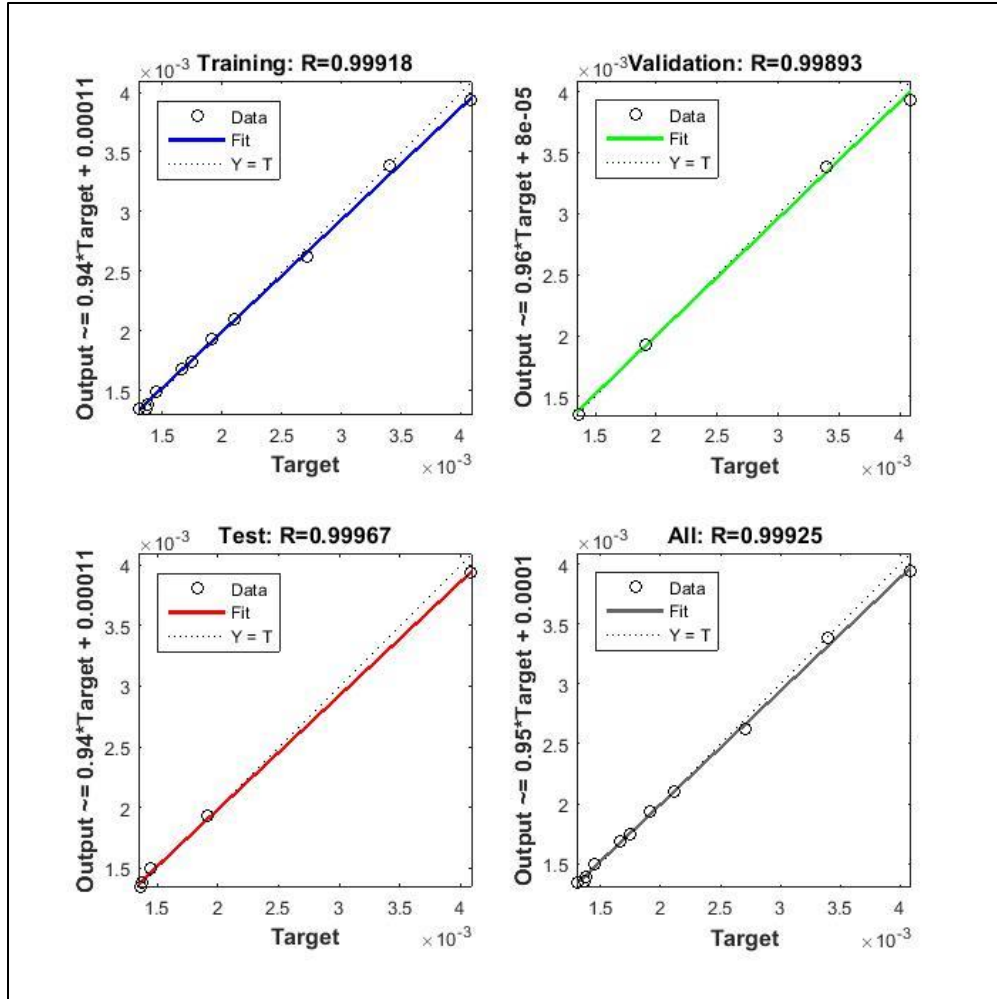 ×10⁻³ Training: R=0.99918
Output ~= 0.94*Target + 0.00011
4
3.5
3
2.5
2
1.5
Data
Fit
Y = T
1.5 2 2.5 3 3.5 4
Target ×10⁻³
×10⁻³ Validation: R=0.99893
Output ~= 0.96*Target + 8e-05
4
3.5
3
2.5
2
1.5
Data
Fit
Y = T
1.5 2 2.5 3 3.5 4
Target ×10⁻³
×10⁻³ Test: R=0.99967
Output ~= 0.94*Target + 0.00011
4
3.5
3
2.5
2
1.5
Data
Fit
Y = T
1.5 2 2.5 3 3.5 4
Target ×10⁻³
×10⁻³ All: R=0.99925
Output ~= 0.95*Target + 0.0001
4
3.5
3
2.5
2
1.5
Data
Fit
Y = T
1.5 2 2.5 3 3.5 4
Target ×10⁻³